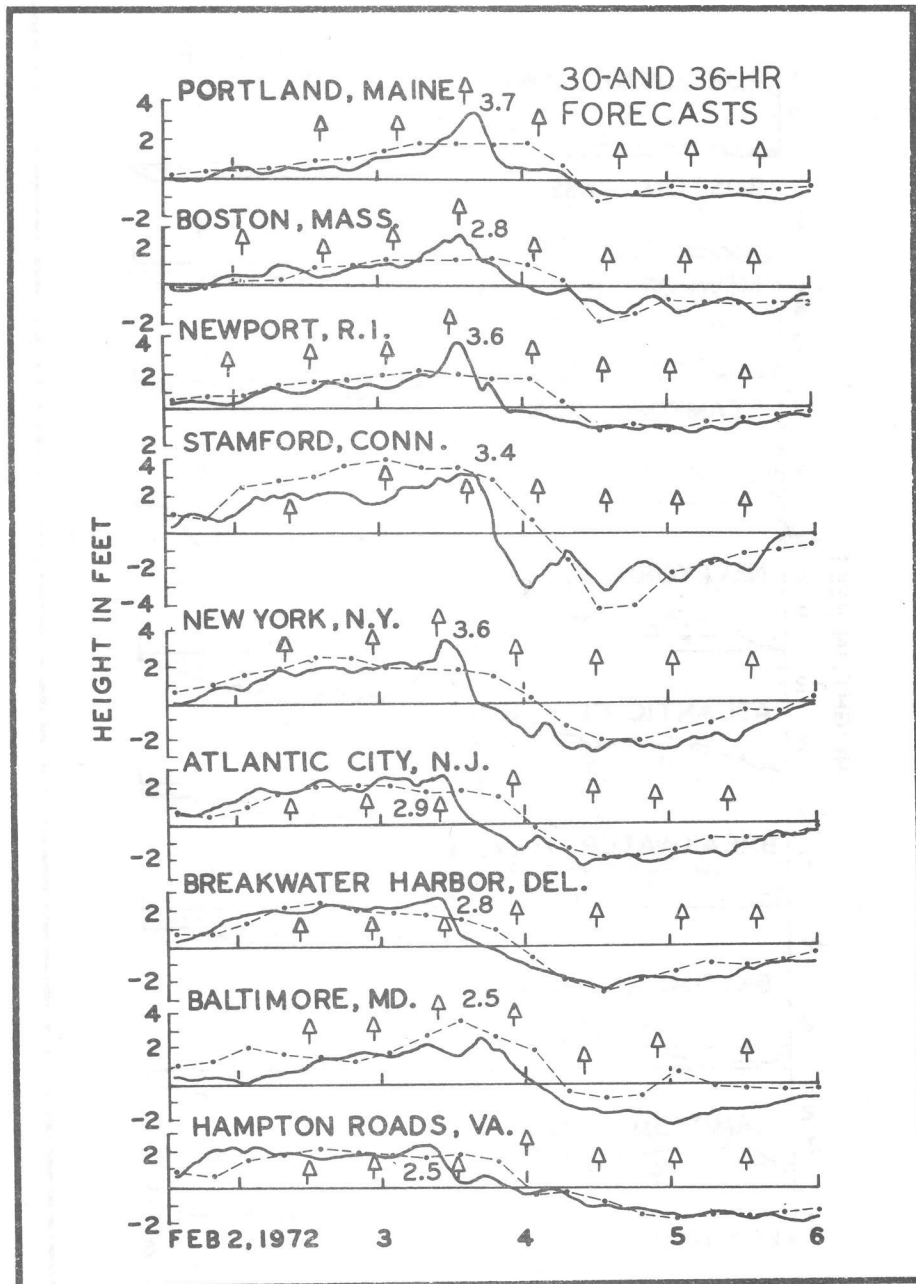 30-AND 36-HR
FORECASTS
PORTLAND, MAINE
3.7
4
2
-2
BOSTON, MASS.
2.8
2
-2
NEWPORT, R.I.
3.6
2
2
STAMFORD, CONN.
3.4
4
2
-2
-4
NEW YORK, N.Y.
3.6
4
2
-2
ATLANTIC CITY, N.J.
2.9
2
-2
BREAKWATER HARBOR, DEL.
2.8
2
-2
BALTIMORE, MD.
2.5
4
2
-2
HAMPTON ROADS, VA.
2.5
2
-2
HEIGHT IN FEET
FEB 2, 1972 3 4 5 6